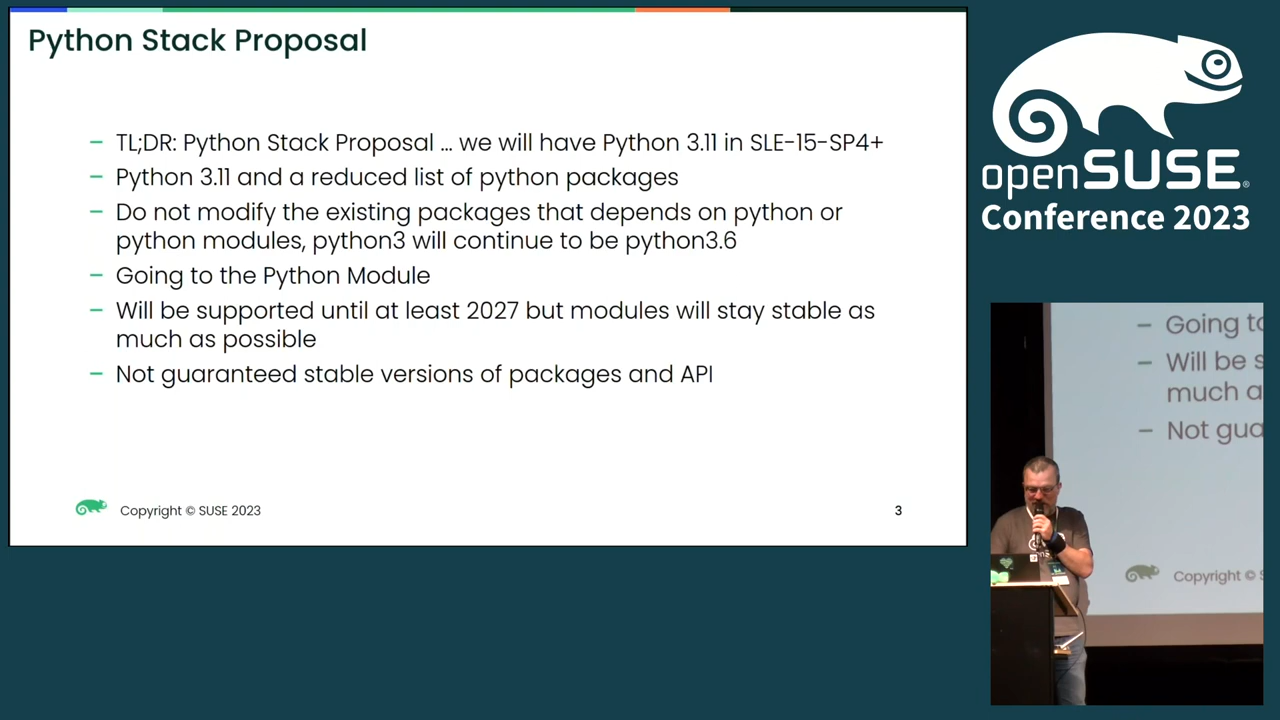 Python Stack Proposal
– TL;DR: Python Stack Proposal ... we will have Python 3.11 in SLE-15-SP4+
– Python 3.11 and a reduced list of python packages
– Do not modify the existing packages that depends on python or
python modules, python3 will continue to be python3.6
– Going to the Python Module
– Will be supported until at least 2027 but modules will stay stable as
much as possible
– Not guaranteed stable versions of packages and API
Copyright © SUSE 2023
3
openSUSE®
Conference 2023
– Going to
– Will be s
much a
– Not gua
Copyright © S